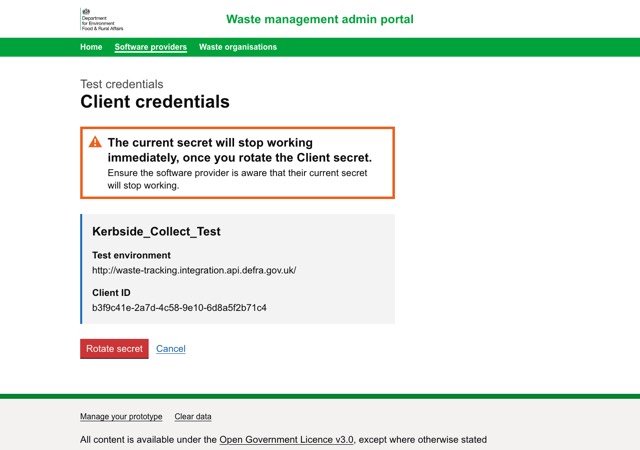 Department
for Environment
Food & Rural Affairs
Waste management admin portal
Home Software providers Waste organisations
Test credentials
Client credentials
The current secret will stop working
immediately, once you rotate the Client secret.
Ensure the software provider is aware that their current secret
will stop working.
Kerbside_Collect_Test
Test environment
http://waste-tracking.integration.api.defra.gov.uk/
Client ID
b3f9c41e-2a7d-4c58-9e10-6d8a5f2b71c4
Rotate secret Cancel
Manage your prototype Clear data
All content is available under the Open Government Licence v3.0, except where otherwise stated